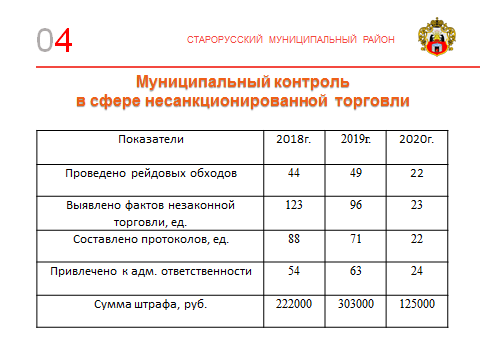 04
СТАРОРУССКИЙ МУНИЦИПАЛЬНЫЙ РАЙОН
Муниципальный контроль
в сфере несанкционированной торговли
Показатели 2018г. 2019г. 2020г.
Проведено рейдовых обходов 44 49 22
Выявлено фактов незаконной
торговли, ед. 123 96 23
Составлено протоколов, ед. 88 71 22
Привлечено к адм. ответственности 54 63 24
Сумма штрафа, руб. 222000 303000 125000